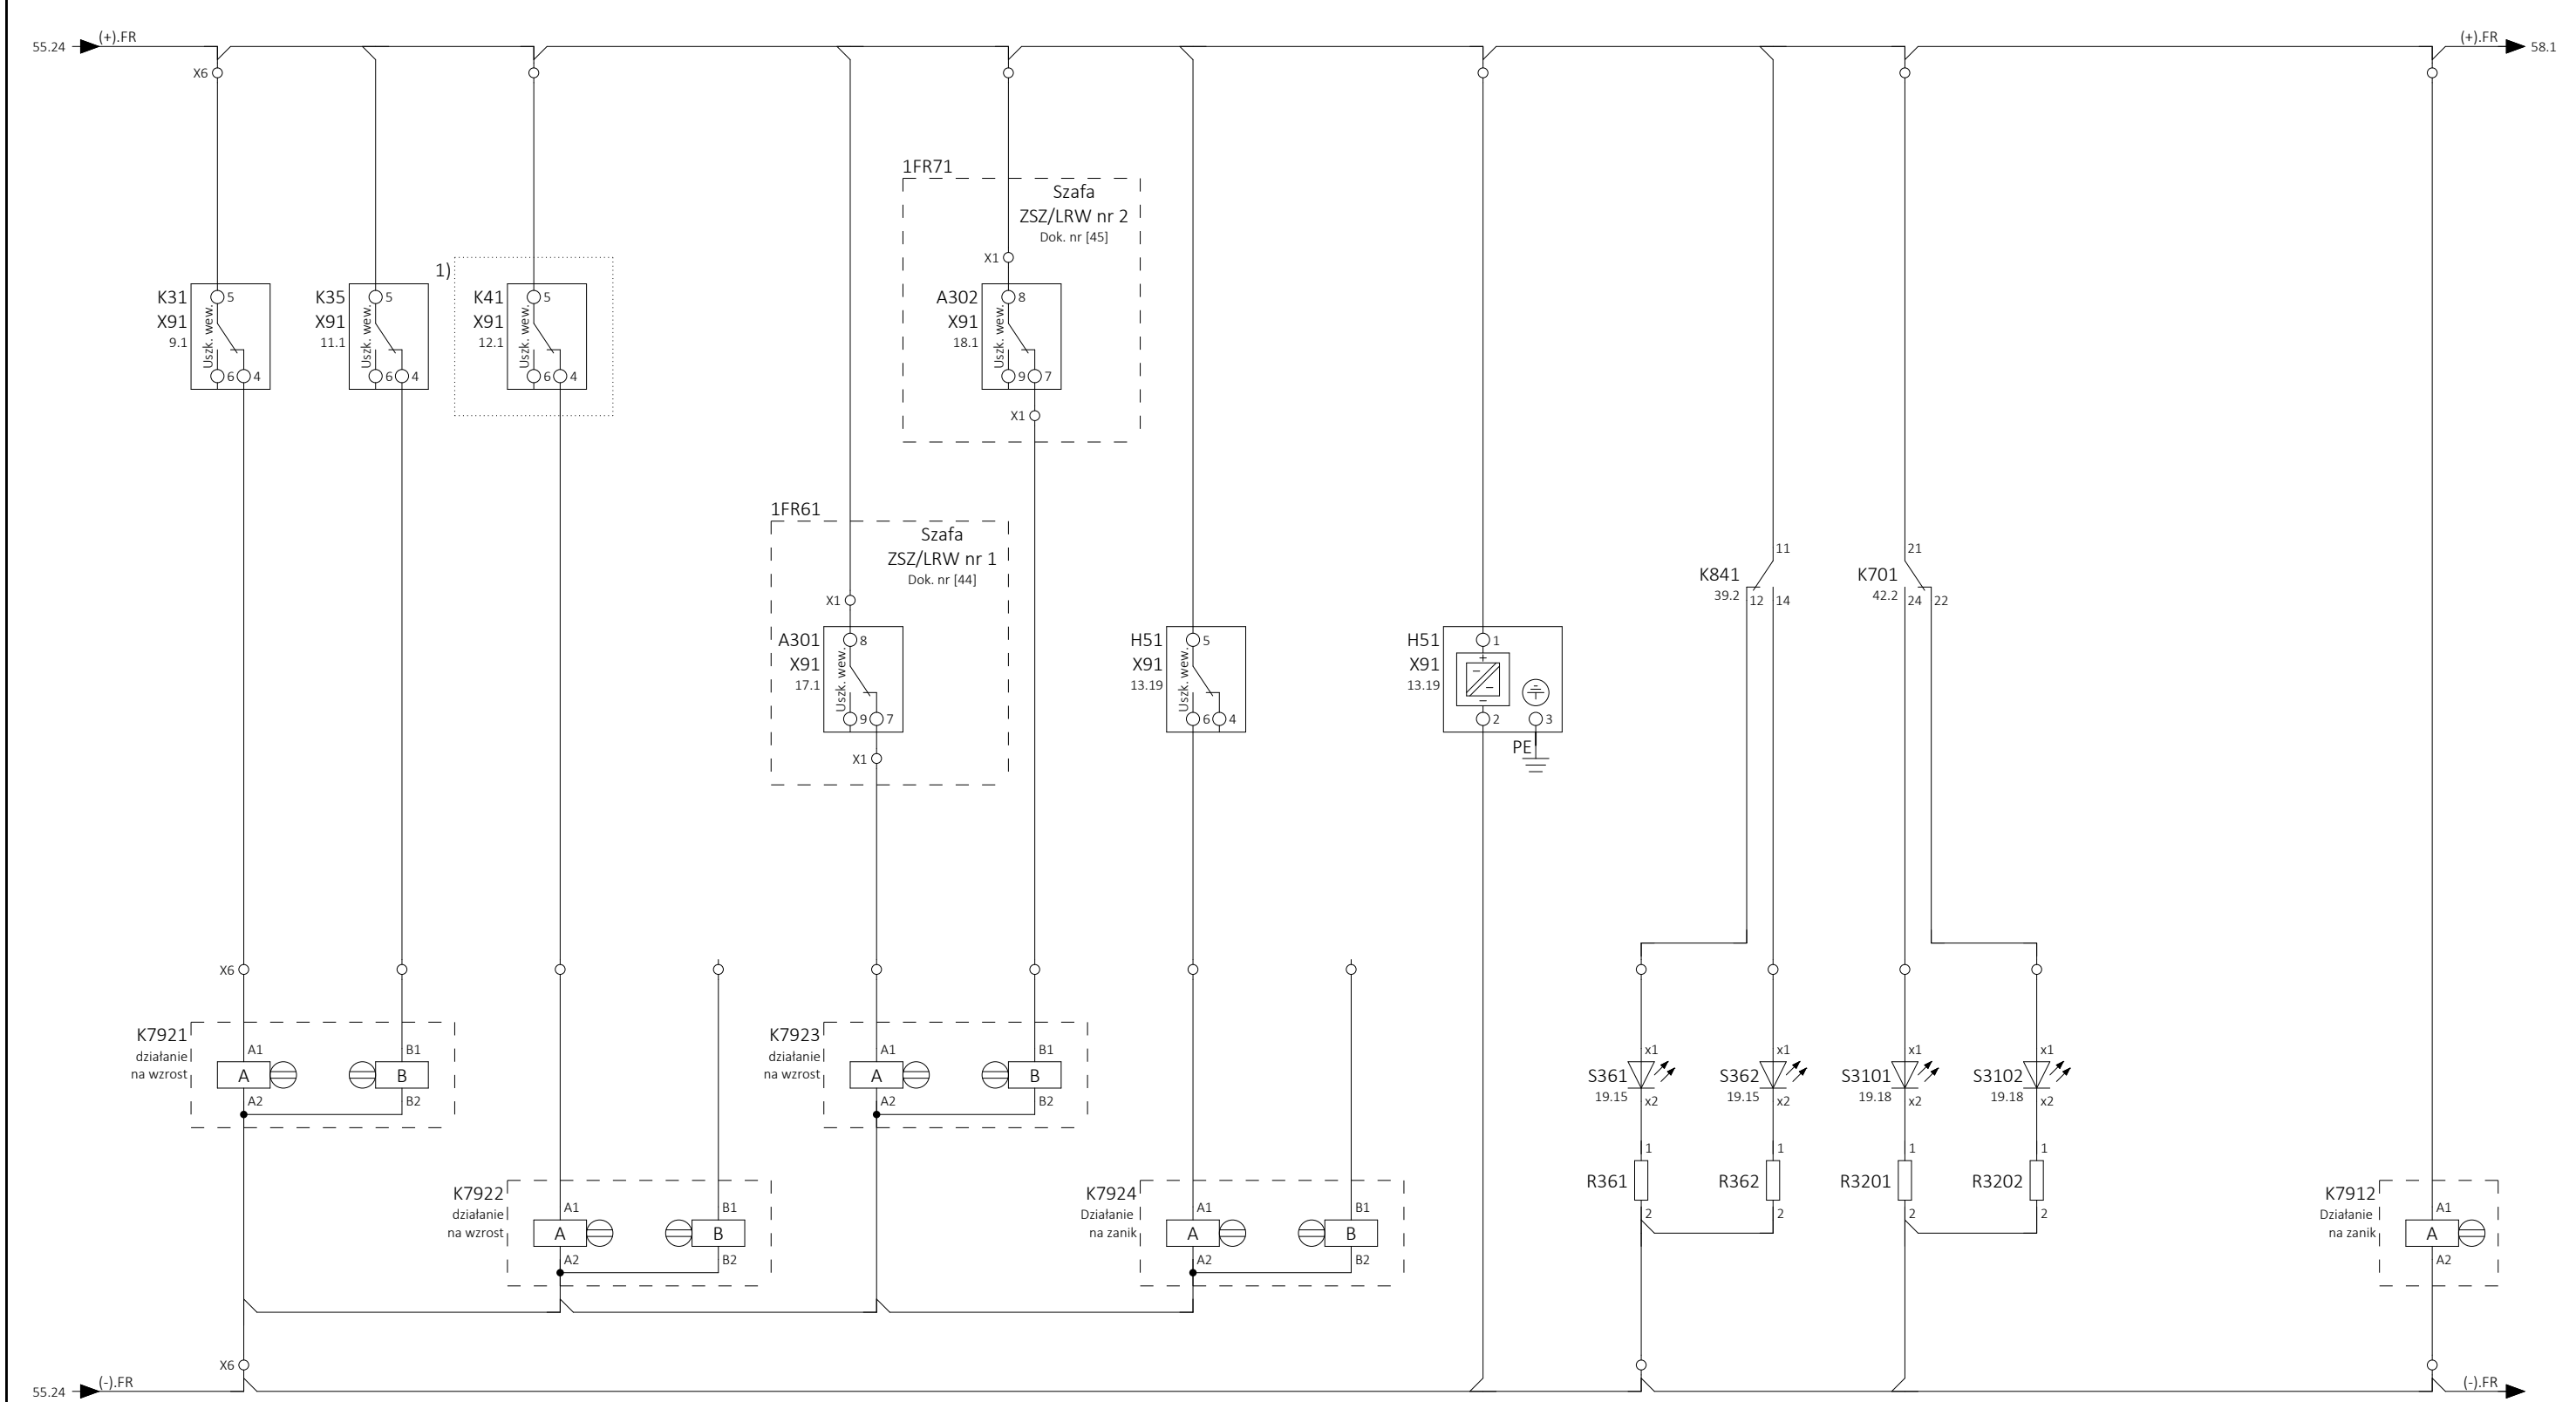 55.24
(+).FR
(+).FR
58.1
X6
1FR71
Szafa
ZSZ/LRW nr 2
Dok. nr [45]
X1
1)
K31
X91
9.1
5
Uszk. wew.
6
4
K35
X91
11.1
5
Uszk. wew.
6
4
K41
X91
12.1
5
Uszk. wew.
6
4
A302
X91
18.1
8
Uszk. wew.
9
7
X1
1FR61
Szafa
ZSZ/LRW nr 1
Dok. nr [44]
X1
A301
X91
17.1
8
Uszk. wew.
9
7
X1
H51
X91
13.19
5
Uszk. wew.
6
4
H51
X91
13.19
1
+
-
-
-
2
3
PE
K841
39.2
11
12
14
K701
42.2
21
24
22
X6
K7921
działanie
na wzrost
A1
A
A2
B1
B
B2
K7923
działanie
na wzrost
A1
A
A2
B1
B
B2
S361
19.15
x1
x2
S362
19.15
x1
x2
S3101
19.18
x1
x2
S3102
19.18
x1
x2
K7922
działanie
na wzrost
A1
A
A2
B1
B
B2
K7924
Działanie
na zanik
A1
A
A2
B1
B
B2
R361
1
2
R362
1
2
R3201
1
2
R3202
1
2
K7912
Działanie
na zanik
A1
A
A2
X6
55.24
(-).FR
(-).FR